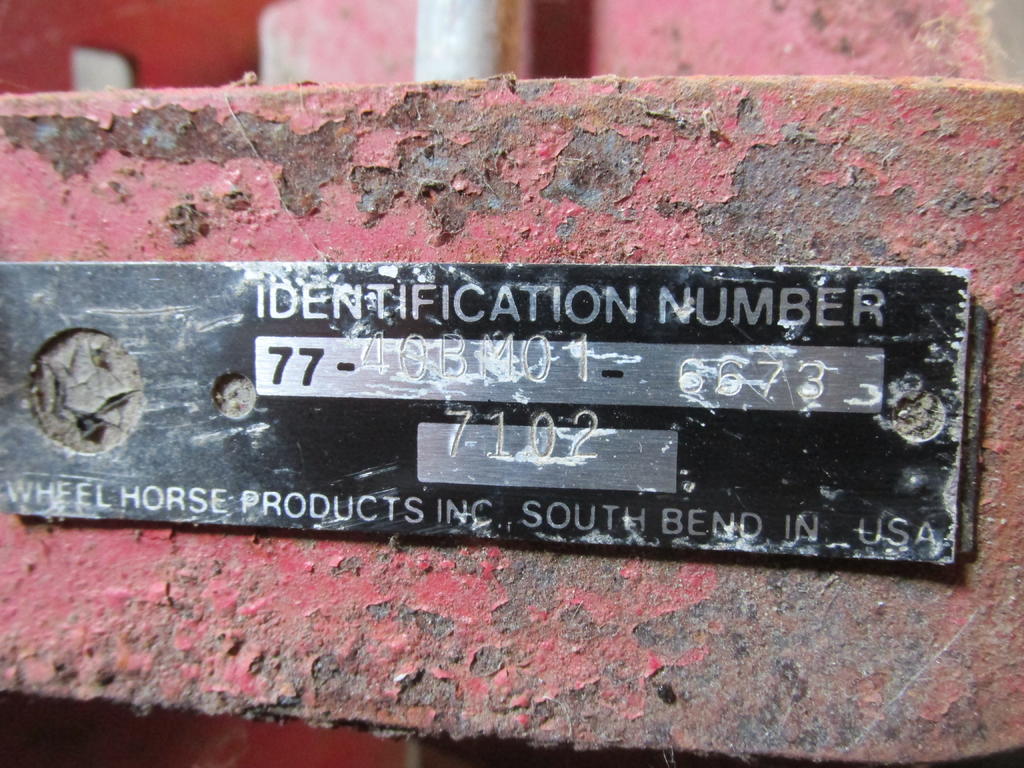 IDENTIFICATION NUMBER
77-40BM01- 6673
7102
WHEEL HORSE PRODUCTS INC., SOUTH BEND IN USA